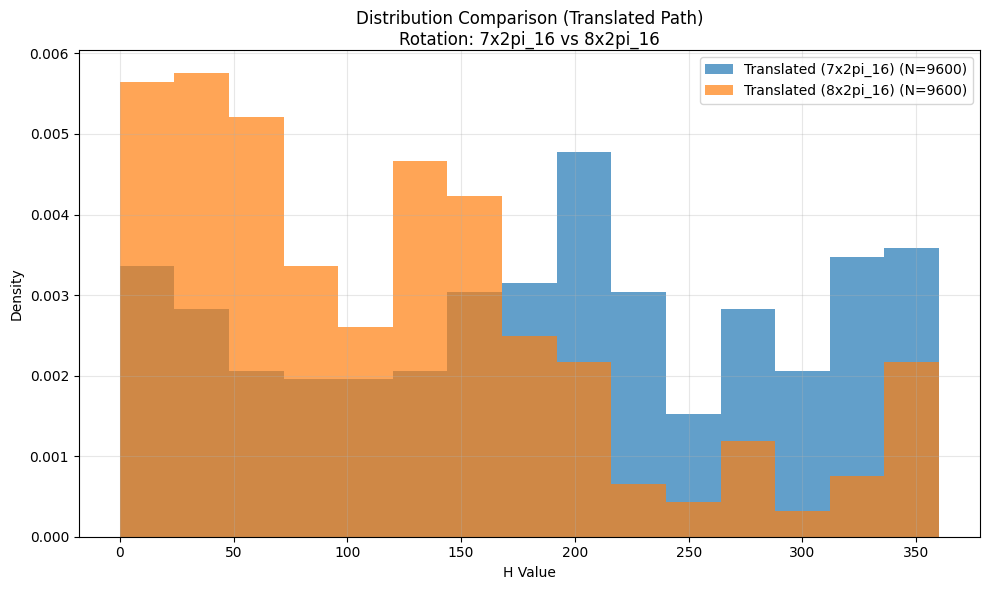 Distribution Comparison (Translated Path)
Rotation: 7x2pi_16 vs 8x2pi_16
Translated (7x2pi_16) (N=9600)
Translated (8x2pi_16) (N=9600)
Density
0.006
0.005
0.004
0.003
0.002
0.001
0.000
0 50 100 150 200 250 300 350
H Value